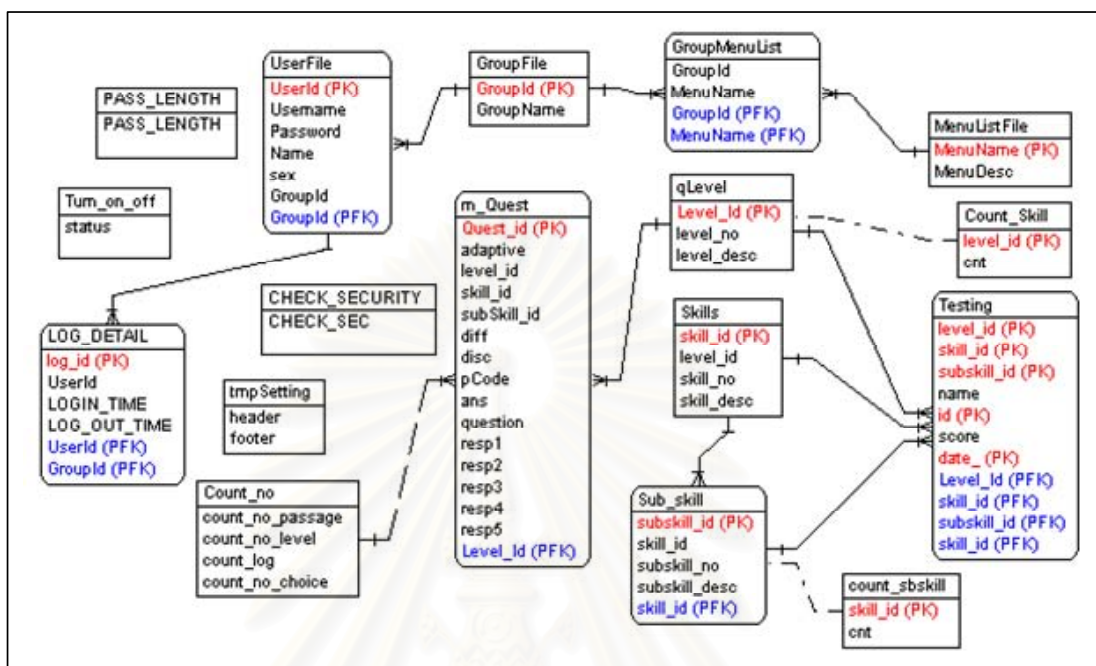 UserFile
UserId (PK)
Username
Password
Name
sex
GroupId
GroupId (PFK)
GroupFile
GroupId (PK)
GroupName
GroupMenuList
GroupId
MenuName
GroupId (PFK)
MenuName (PFK)
MenuListFile
MenuName (PK)
MenuDesc
PASS_LENGTH
PASS_LENGTH
Turn_on_off
status
LOG_DETAIL
log_id (PK)
UserId
LOGIN_TIME
LOG_OUT_TIME
UserId (PFK)
GroupId (PFK)
CHECK_SECURITY
CHECK_SEC
tmpSetting
header
footer
Count_no
count_no_passage
count_no_level
count_log
count_no_choice
m_Quest
Quest_id (PK)
adaptive
level_id
skill_id
subSkill_id
diff
disc
pCode
ans
question
resp1
resp2
resp3
resp4
resp5
Level_Id (PFK)
qLevel
Level_Id (PK)
level_no
level_desc
Count_Skill
level_id (PK)
cnt
Skills
skill_id (PK)
level_id
skill_no
skill_desc
Testing
level_id (PK)
skill_id (PK)
subskill_id (PK)
name
id (PK)
score
date_ (PK)
Level_Id (PFK)
skill_id (PFK)
subskill_id (PFK)
skill_id (PFK)
Sub_skill
subskill_id (PK)
skill_id
subskill_no
subskill_desc
skill_id (PFK)
count_sbskill
skill_id (PK)
cnt